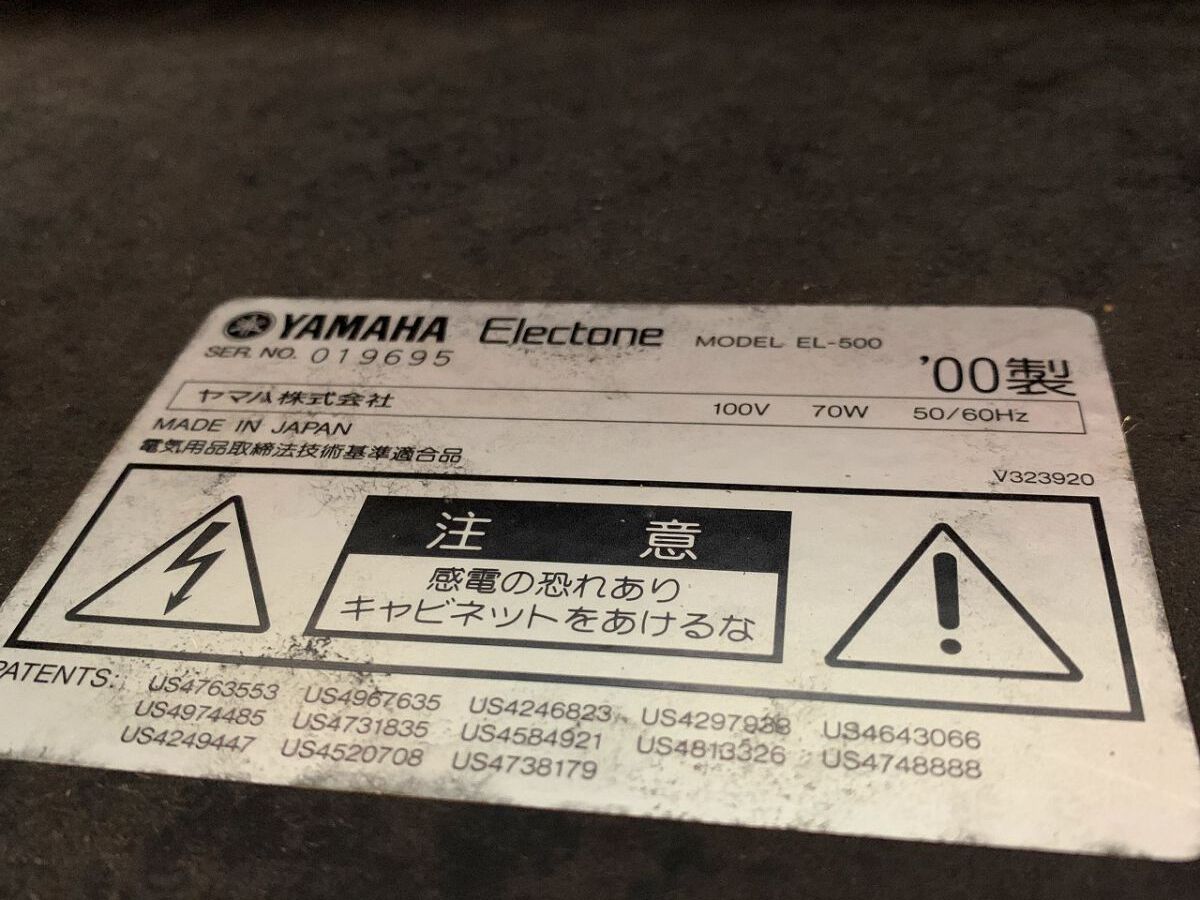 YAMAHA Electone MODEL EL-500
SER. NO. 019695 '00製
ヤマハ株式会社 100V 70W 50/60Hz
MADE IN JAPAN
電気用品取締法技術基準適合品
V323920
注意
感電の恐れあり
キャビネットをあけるな
PATENTS: US4763553 US4967635 US4246823 US4297938 US4643066
US4974485 US4731835 US4584921 US4813326 US4748888
US4249447 US4520708 US4738179